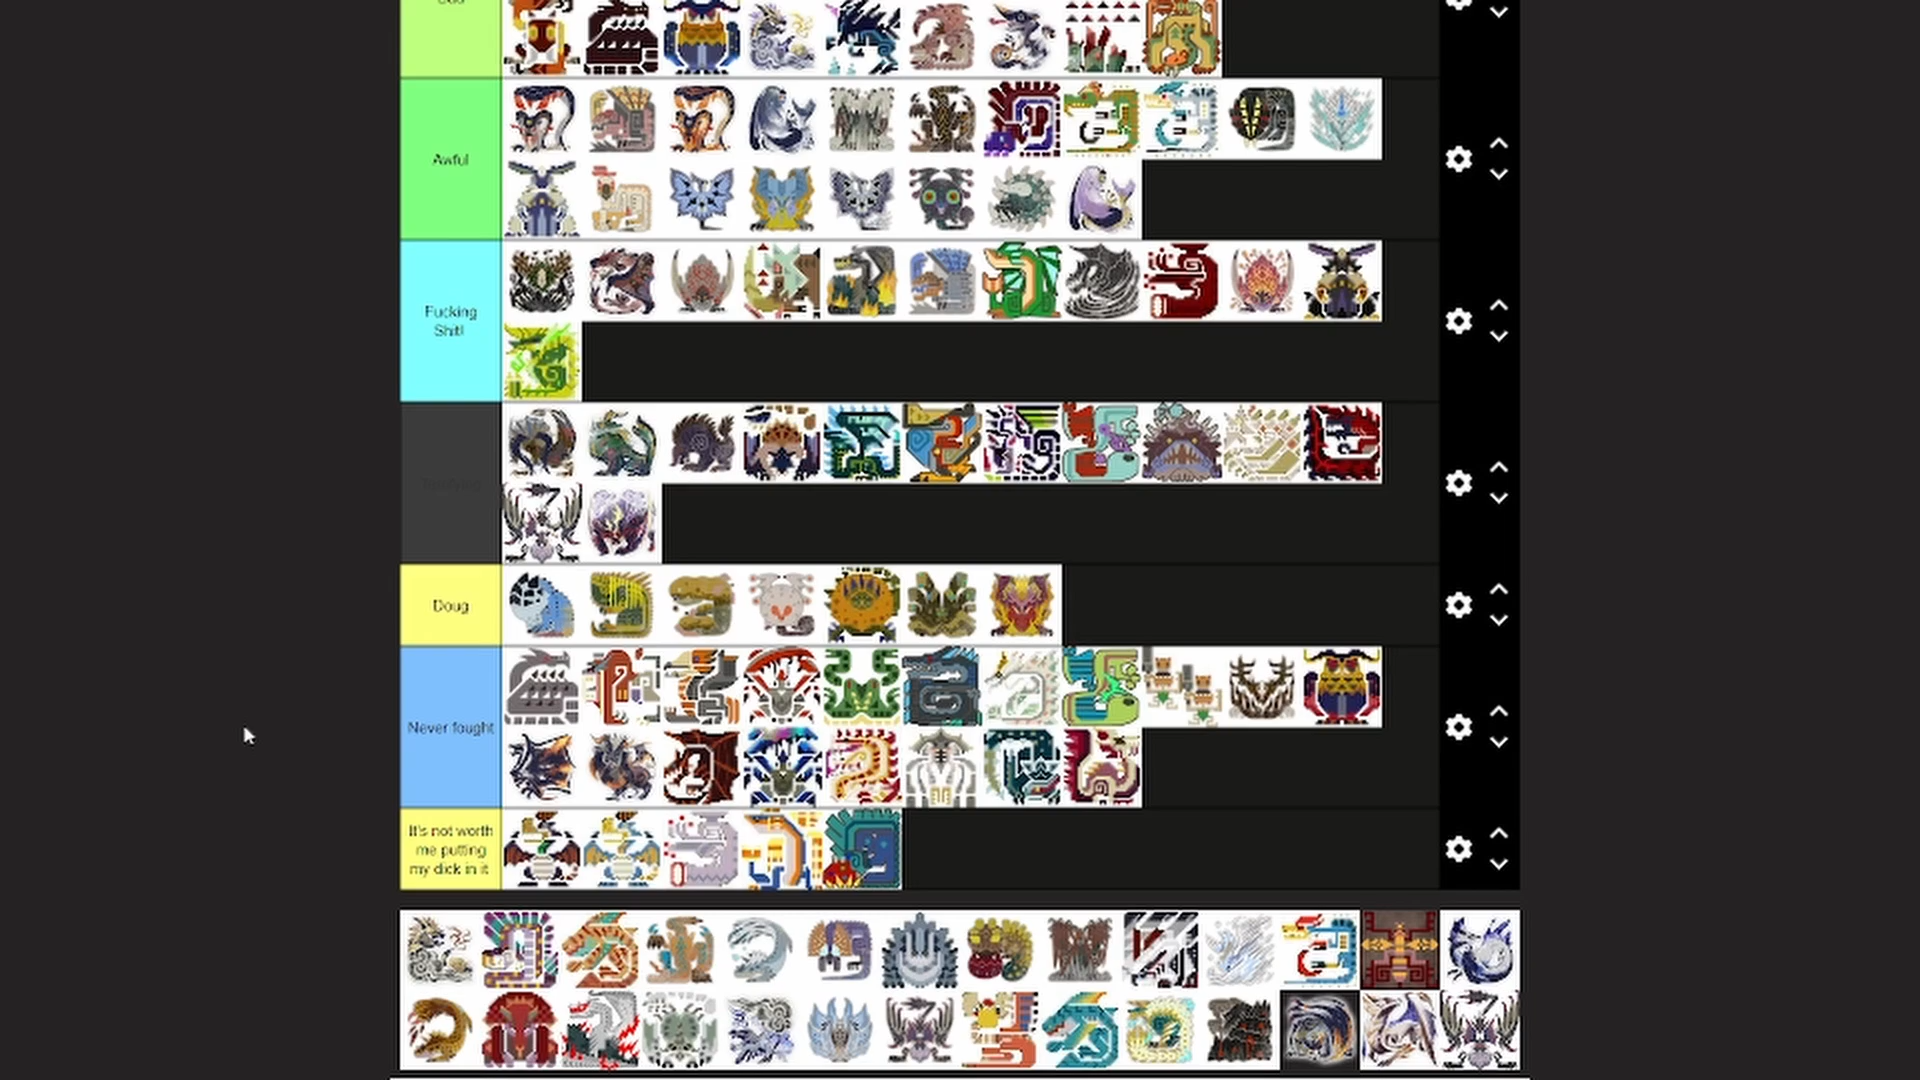 Awful
Fucking
Shit!
Doug
Never fought
It's not worth
me putting
my dick in it